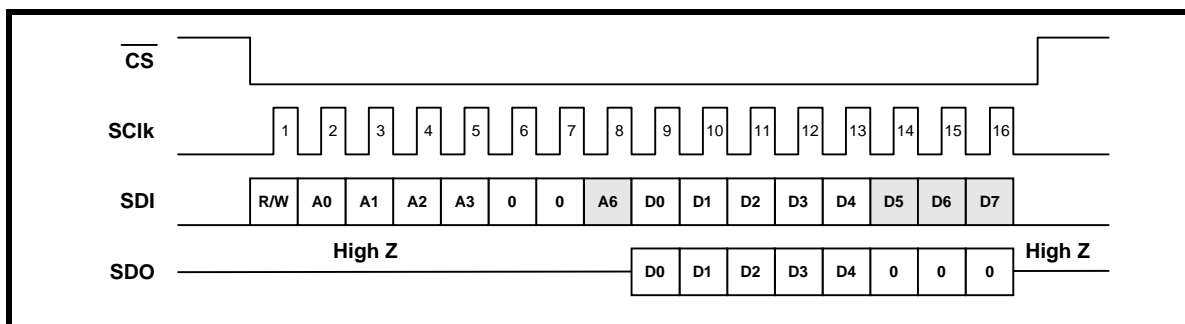 CS
SClk 1 2 3 4 5 6 7 8 9 10 11 12 13 14 15 16
SDI R/W A0 A1 A2 A3 0 0 A6 D0 D1 D2 D3 D4 D5 D6 D7
High Z High Z
SDO D0 D1 D2 D3 D4 0 0 0